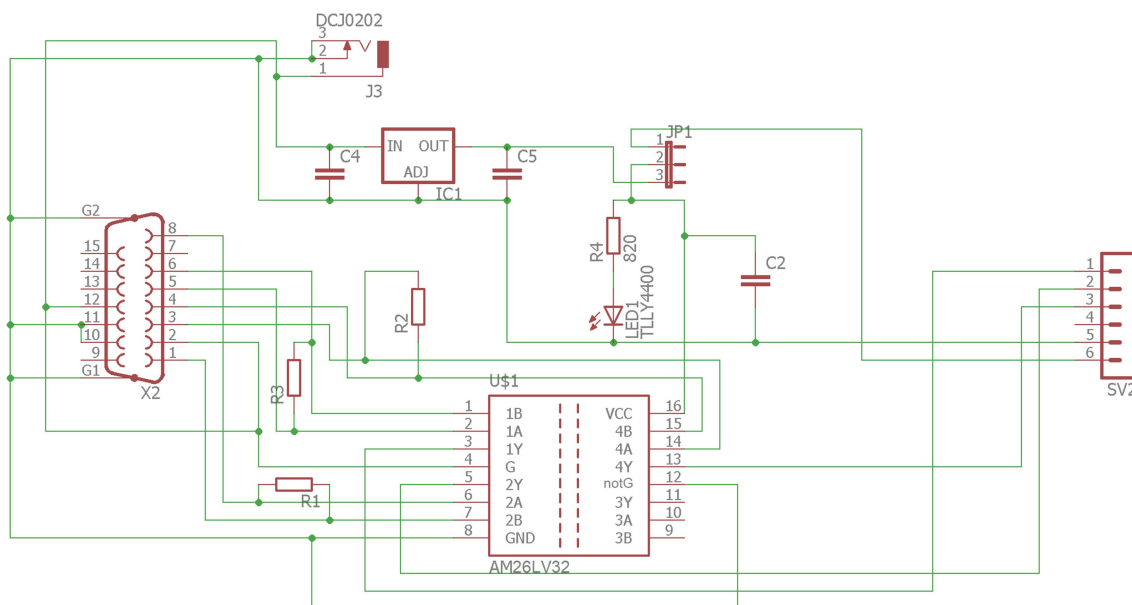 DCJ0202
3
2
1
J3
JP1
IN OUT
ADJ
IC1
C4
C5
1
2
3
G2
8
15
7
14
6
13
5
12
4
11
3
10
2
9
1
G1
X2
R4
820
LED1
TLLY4400
C2
R2
R3
R1
1
2
3
4
5
6
SV2
U$1
1 1B VCC 16
2 1A 4B 15
3 1Y 4A 14
4 G 4Y 13
5 2Y notG 12
6 2A 3Y 11
7 2B 3A 10
8 GND 3B 9
AM26LV32